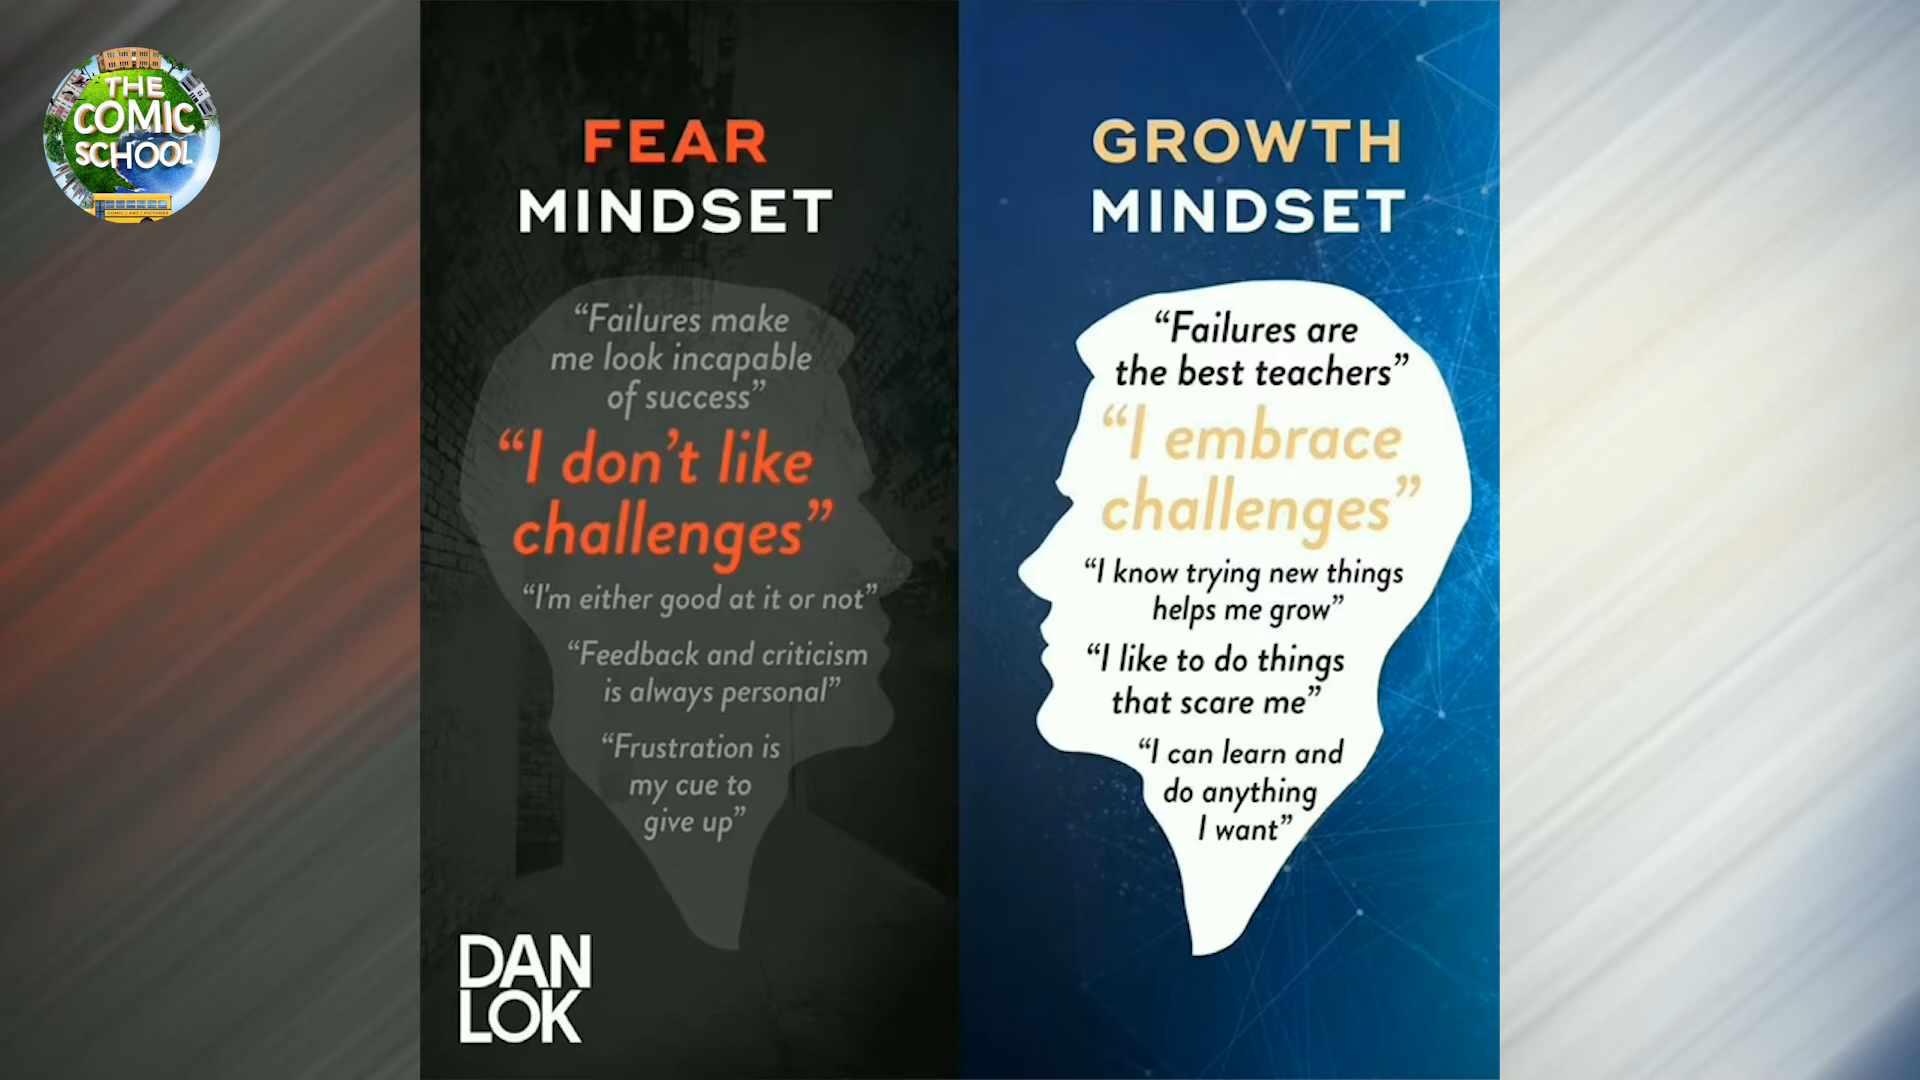 THE
COMIC
SCHOOL
COMIC / ART / PICTURES
FEAR
MINDSET
“Failures make
me look incapable
of success”
“I don’t like
challenges”
“I’m either good at it or not”
“Feedback and criticism
is always personal”
“Frustration is
my cue to
give up”
DAN
LOK
GROWTH
MINDSET
“Failures are
the best teachers”
“I embrace
challenges”
“I know trying new things
helps me grow”
“I like to do things
that scare me”
“I can learn and
do anything
I want”